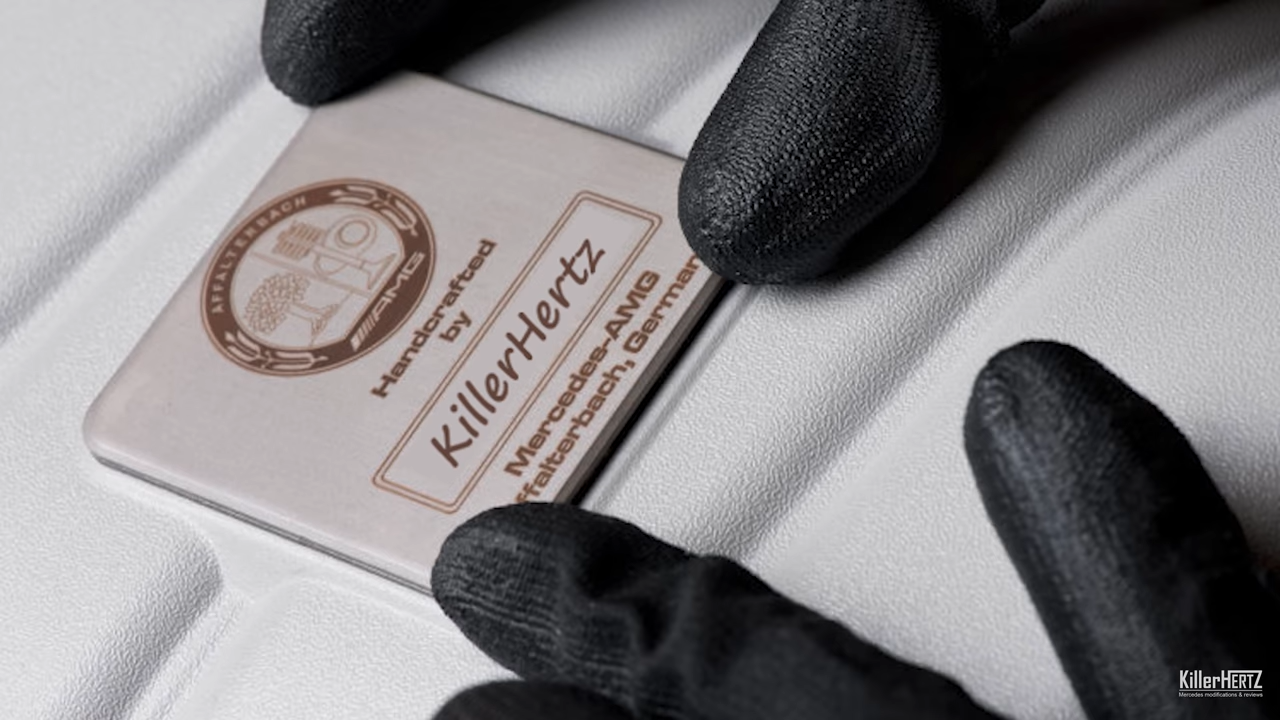 AFFALTERBACH
AMG
Handcrafted
by
KillerHertz
Mercedes-AMG
ffalterbach, German
KillerHERTZ
Mercedes modifications & reviews